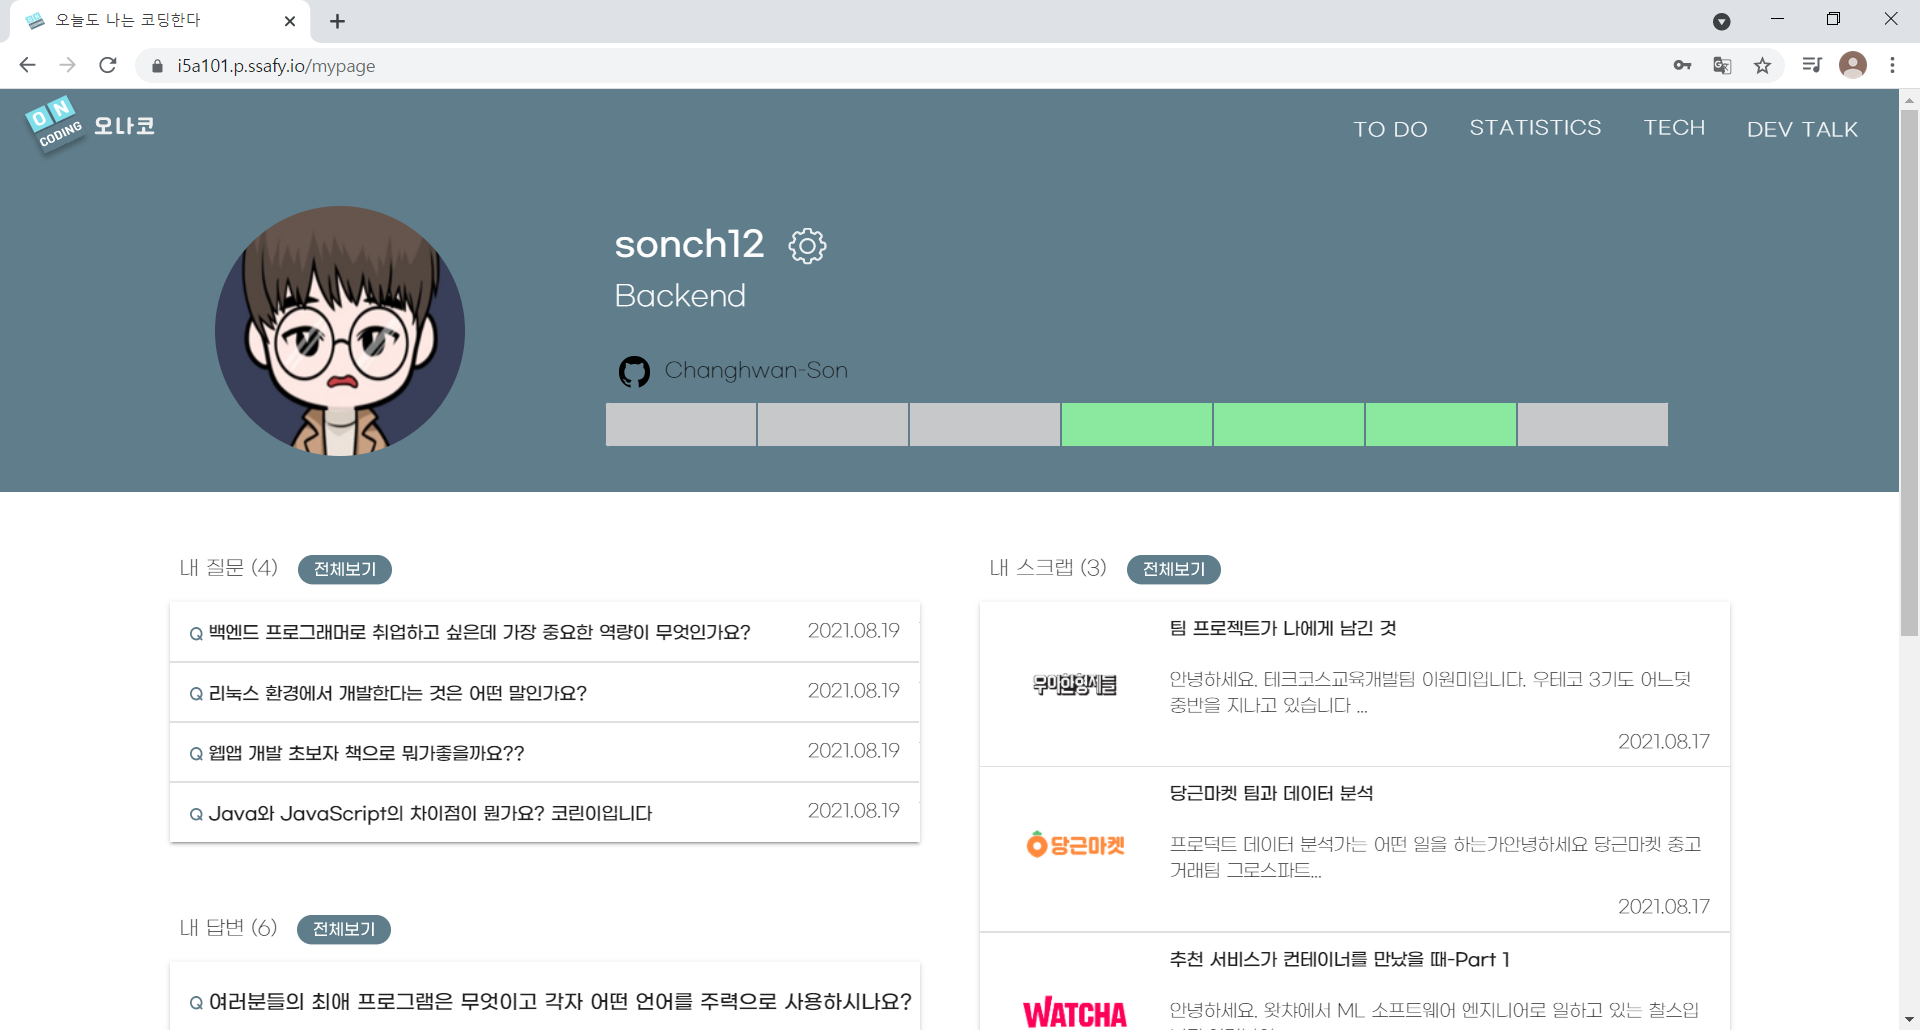 오늘도 나는 코딩한다
i5a101.p.ssafy.io/mypage
ON
CODING
오나코
TO DO
STATISTICS
TECH
DEV TALK
sonch12
Backend
Changhwan-Son
내 질문 (4)
전체보기
Q 백엔드 프로그래머로 취업하고 싶은데 가장 중요한 역량이 무엇인가요?
2021.08.19
Q 리눅스 환경에서 개발한다는 것은 어떤 말인가요?
2021.08.19
Q 웹앱 개발 초보자 책으로 뭐가좋을까요??
2021.08.19
Q Java와 JavaScript의 차이점이 뭔가요? 코린이입니다
2021.08.19
내 답변 (6)
전체보기
Q 여러분들의 최애 프로그램은 무엇이고 각자 어떤 언어를 주력으로 사용하시나요?
내 스크랩 (3)
전체보기
우아한형제들
팀 프로젝트가 나에게 남긴 것
안녕하세요. 테크코스교육개발팀 이원미입니다. 우테코 3기도 어느덧
중반을 지나고 있습니다 ...
2021.08.17
당근마켓
당근마켓 팀과 데이터 분석
프로덕트 데이터 분석가는 어떤 일을 하는가안녕하세요 당근마켓 중고
거래팀 그로스파트...
2021.08.17
WATCHA
추천 서비스가 컨테이너를 만났을 때-Part 1
안녕하세요. 왓챠에서 ML 소프트웨어 엔지니어로 일하고 있는 찰스입